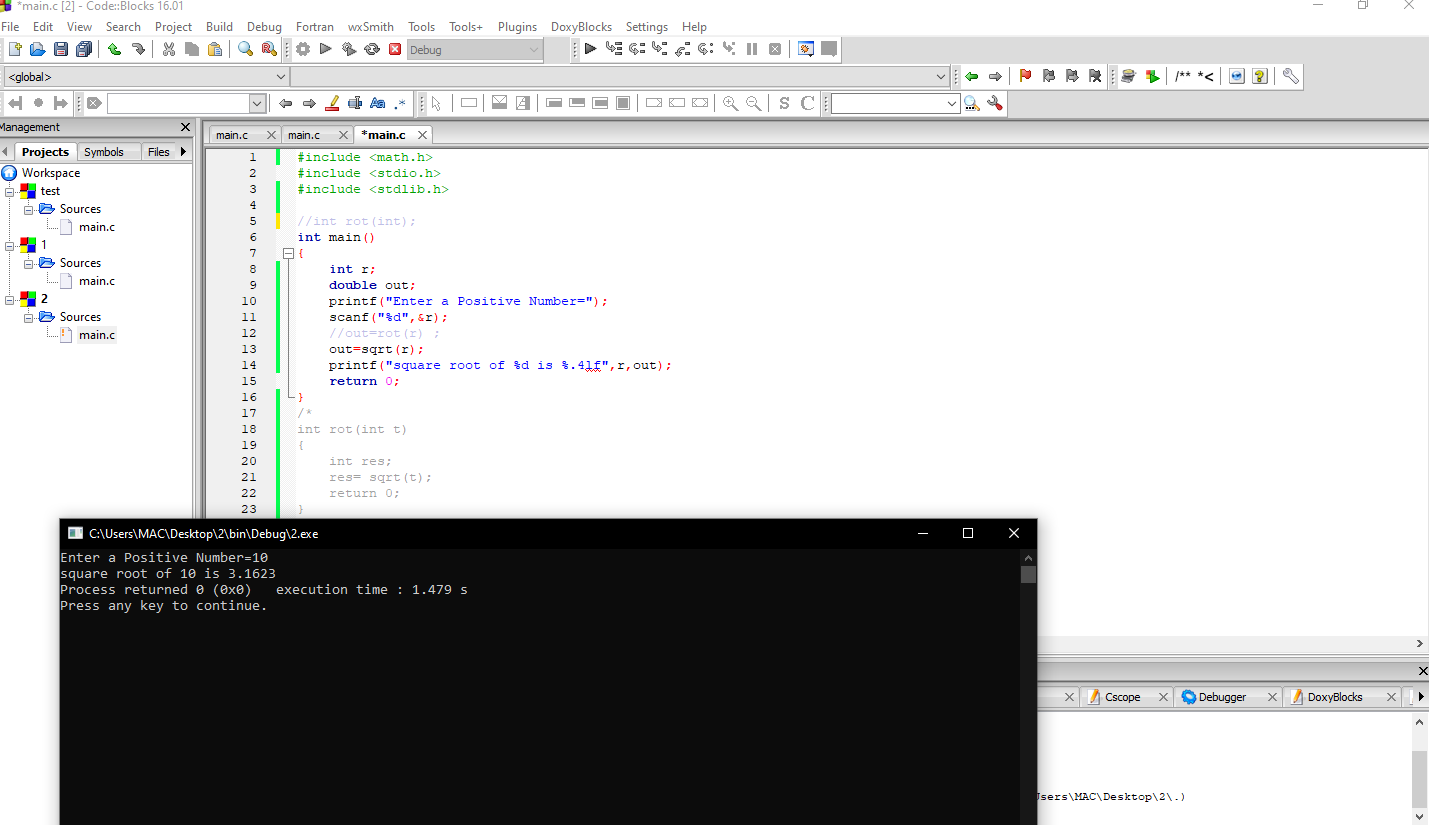 *main.c [2] - Code::Blocks 16.01
File Edit View Search Project Build Debug Fortran wxSmith Tools Tools+ Plugins DoxyBlocks Settings Help
Debug
<global>
/** *<
Aa .*
S C
Management
main.c main.c *main.c
Projects Symbols Files
Workspace
test
Sources
main.c
1
Sources
main.c
2
Sources
main.c
1 #include <math.h>
2 #include <stdio.h>
3 #include <stdlib.h>
4
5 //int rot(int);
6 int main()
7 {
8 int r;
9 double out;
10 printf("Enter a Positive Number=");
11 scanf("%d",&r);
12 //out=rot(r) ;
13 out=sqrt(r);
14 printf("square root of %d is %.4lf",r,out);
15 return 0;
16 }
17 /*
18 int rot(int t)
19 {
20 int res;
21 res= sqrt(t);
22 return 0;
23 }
C:\Users\MAC\Desktop\2\bin\Debug\2.exe
Enter a Positive Number=10
square root of 10 is 3.1623
Process returned 0 (0x0) execution time : 1.479 s
Press any key to continue.
Cscope Debugger DoxyBlocks
Users\MAC\Desktop\2\.)